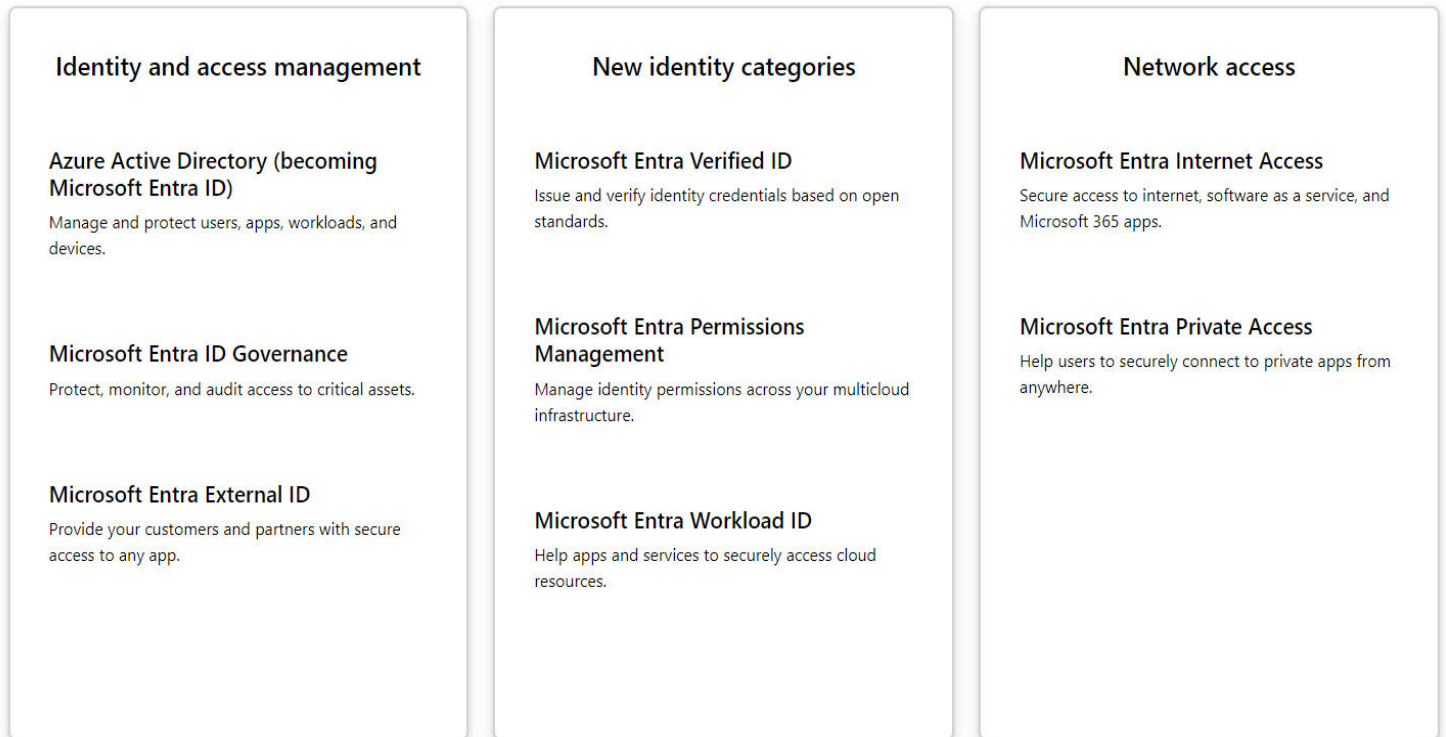 Identity and access management
Azure Active Directory (becoming
Microsoft Entra ID)
Manage and protect users, apps, workloads, and
devices.
Microsoft Entra ID Governance
Protect, monitor, and audit access to critical assets.
Microsoft Entra External ID
Provide your customers and partners with secure
access to any app.
New identity categories
Microsoft Entra Verified ID
Issue and verify identity credentials based on open
standards.
Microsoft Entra Permissions
Management
Manage identity permissions across your multicloud
infrastructure.
Microsoft Entra Workload ID
Help apps and services to securely access cloud
resources.
Network access
Microsoft Entra Internet Access
Secure access to internet, software as a service, and
Microsoft 365 apps.
Microsoft Entra Private Access
Help users to securely connect to private apps from
anywhere.